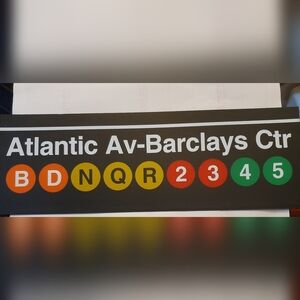 Atlantic Av-Barclays Ctr
B D N Q R 2 3 4 5